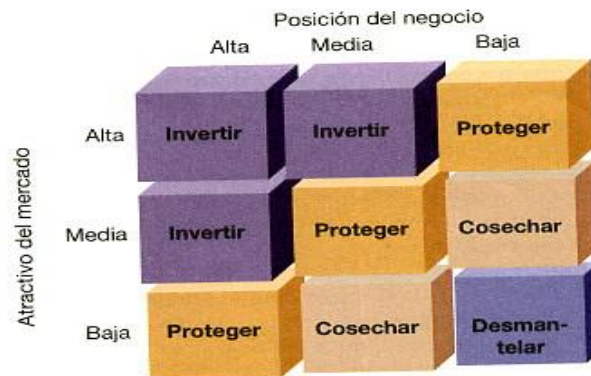 Posición del negocio
Alta Media Baja
Atractivo del mercado
Alta Invertir Invertir Proteger
Media Invertir Proteger Cosechar
Baja Proteger Cosechar Desman-
telar